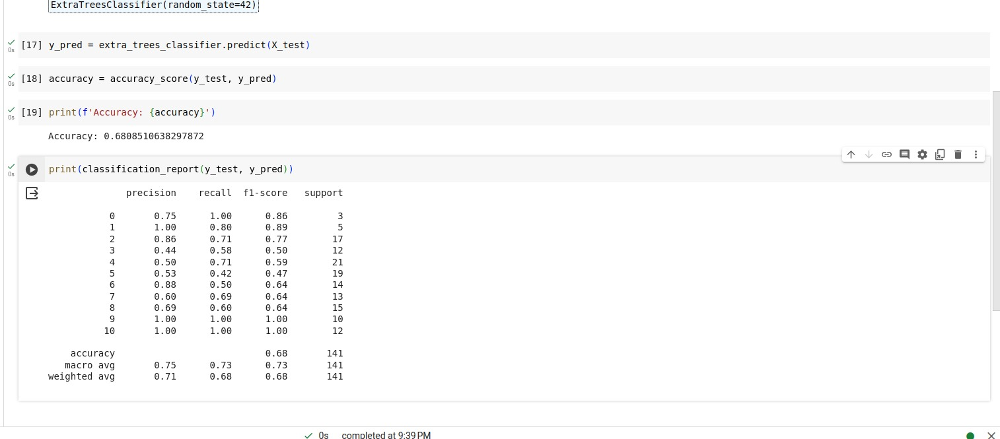 ExtraTreesClassifier(random_state=42)
0s
[17] y_pred = extra_trees_classifier.predict(X_test)
0s
[18] accuracy = accuracy_score(y_test, y_pred)
0s
[19] print(f'Accuracy: {accuracy}')
Accuracy: 0.6808510638297872
0s
print(classification_report(y_test, y_pred))
precision recall f1-score support
0 0.75 1.00 0.86 3
1 1.00 0.80 0.89 5
2 0.86 0.71 0.77 17
3 0.44 0.58 0.50 12
4 0.50 0.71 0.59 21
5 0.53 0.42 0.47 19
6 0.88 0.50 0.64 14
7 0.60 0.69 0.64 13
8 0.69 0.60 0.64 15
9 1.00 1.00 1.00 10
10 1.00 1.00 1.00 12
accuracy 0.68 141
macro avg 0.75 0.73 0.73 141
weighted avg 0.71 0.68 0.68 141
0s completed at 9:39 PM